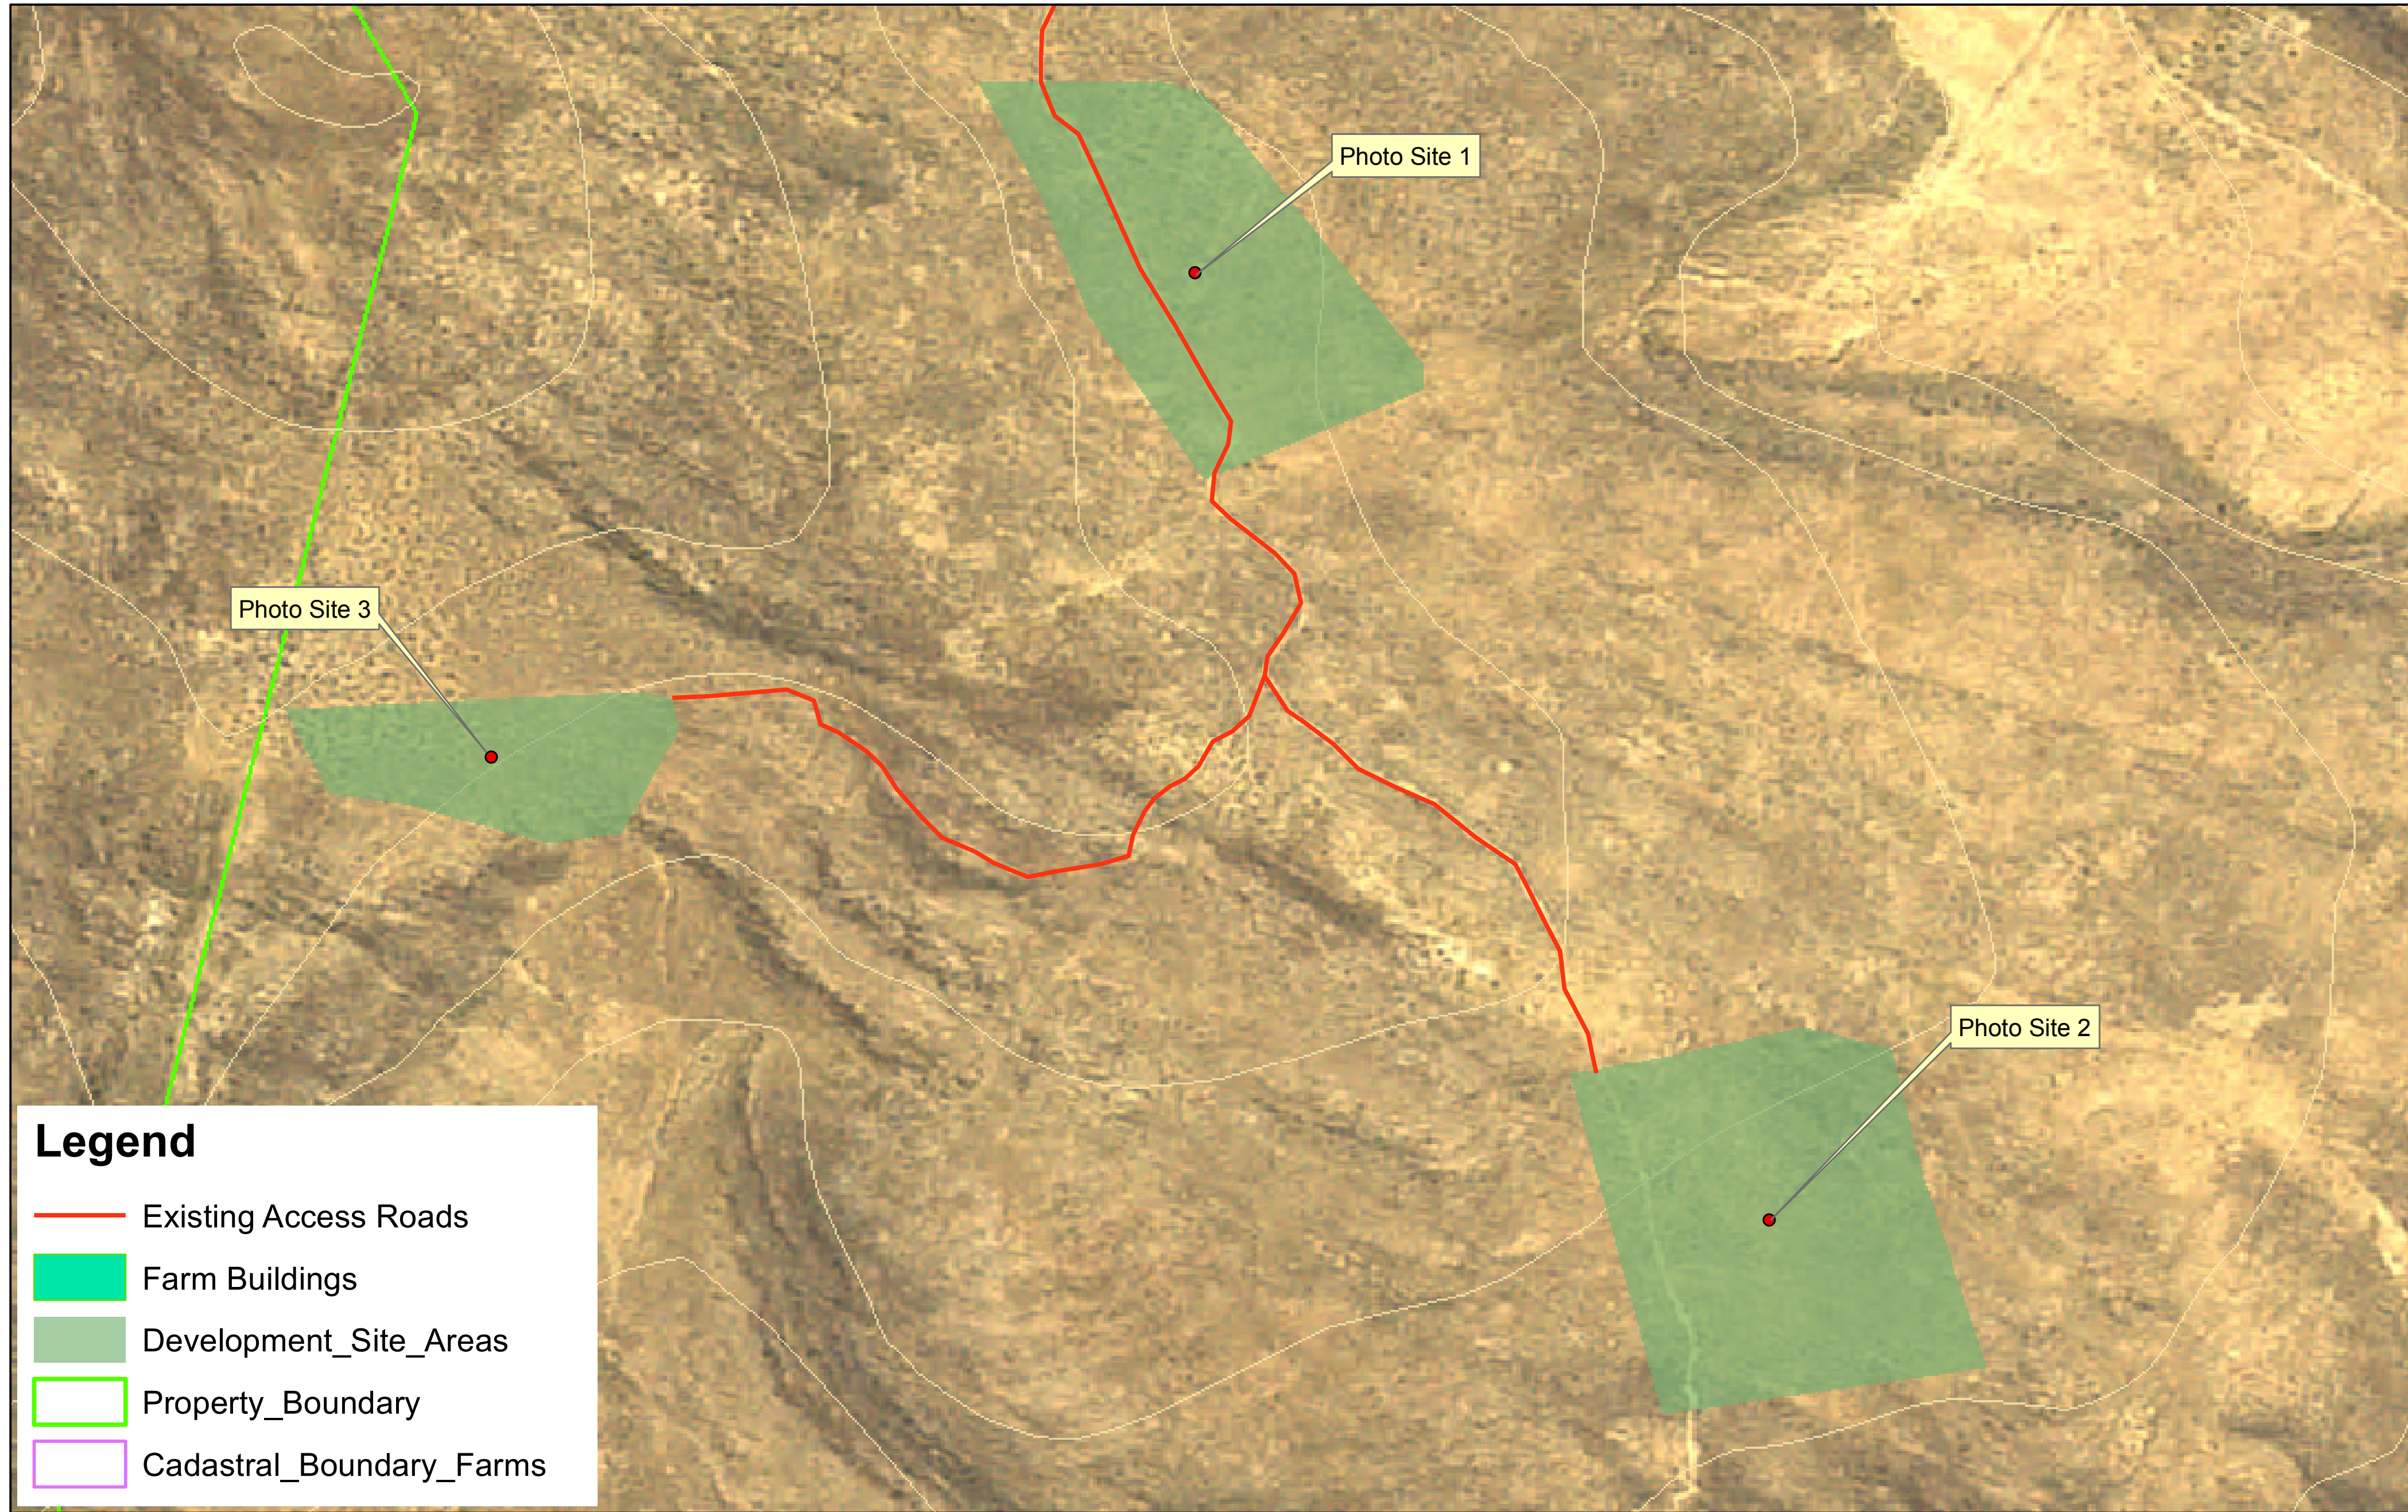 Photo Site 1
Photo Site 3
Photo Site 2
Legend
Existing Access Roads
Farm Buildings
Development_Site_Areas
Property_Boundary
Cadastral_Boundary_Farms